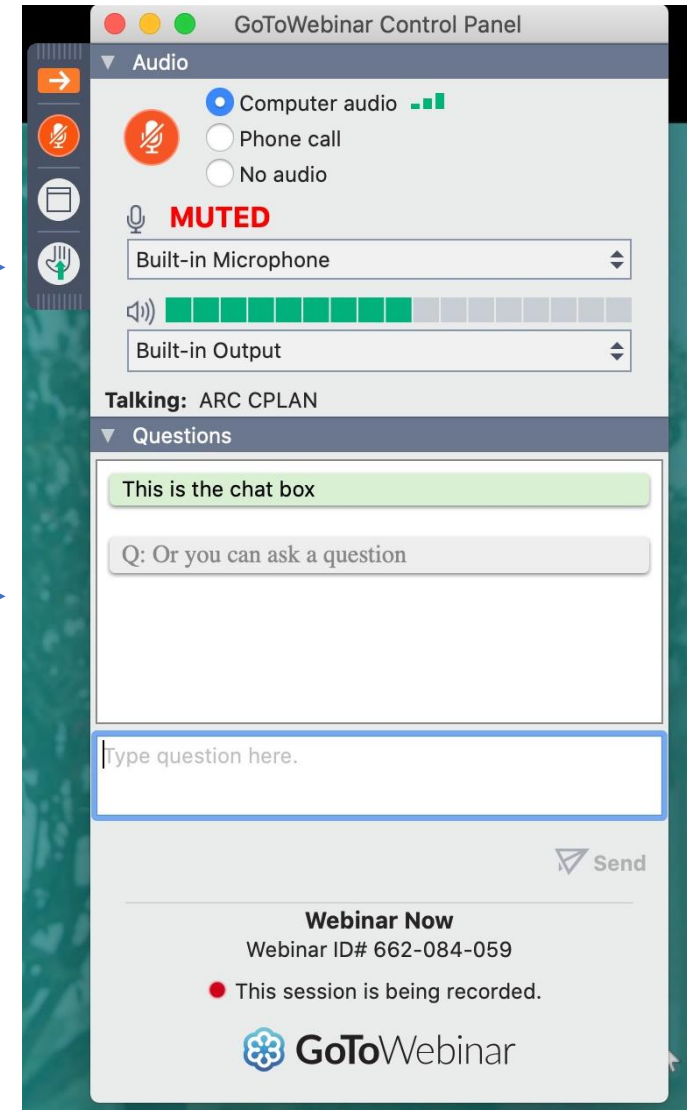 GoToWebinar Control Panel
Audio
Computer audio
Phone call
No audio
MUTED
Built-in Microphone
Built-in Output
Talking: ARC CPLAN
Questions
This is the chat box
Q: Or you can ask a question
Type question here.
Send
Webinar Now
Webinar ID# 662-084-059
This session is being recorded.
GoToWebinar